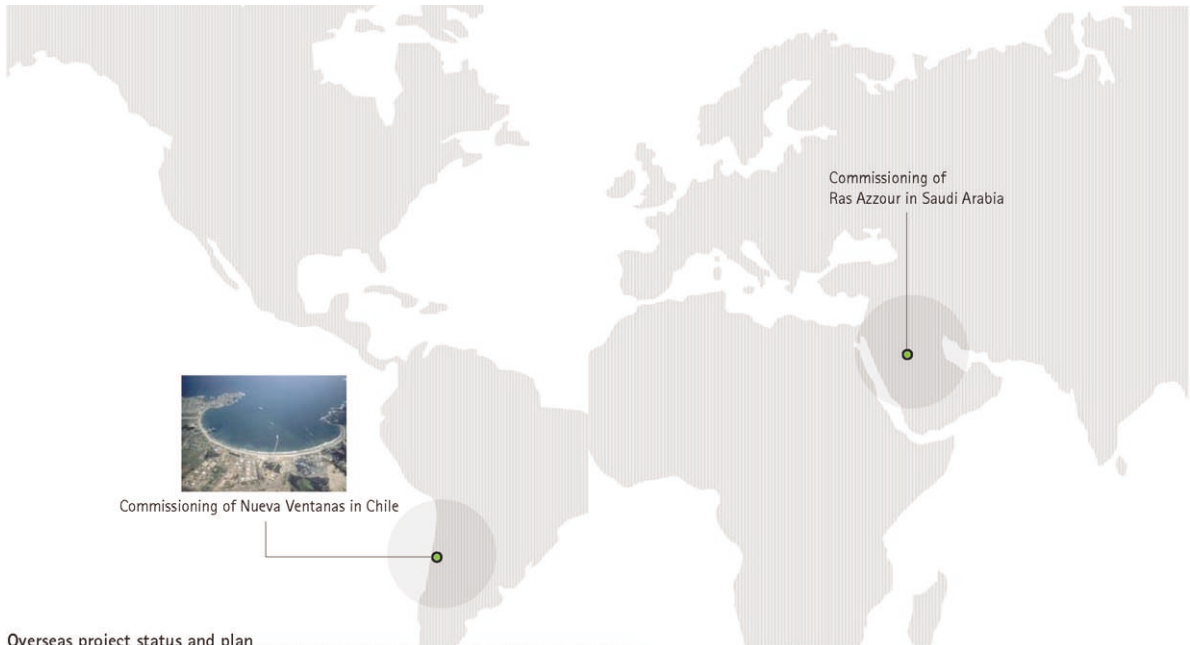 Commissioning of
Ras Azzour in Saudi Arabia
Commissioning of Nueva Ventanas in Chile
Overseas project status and plan